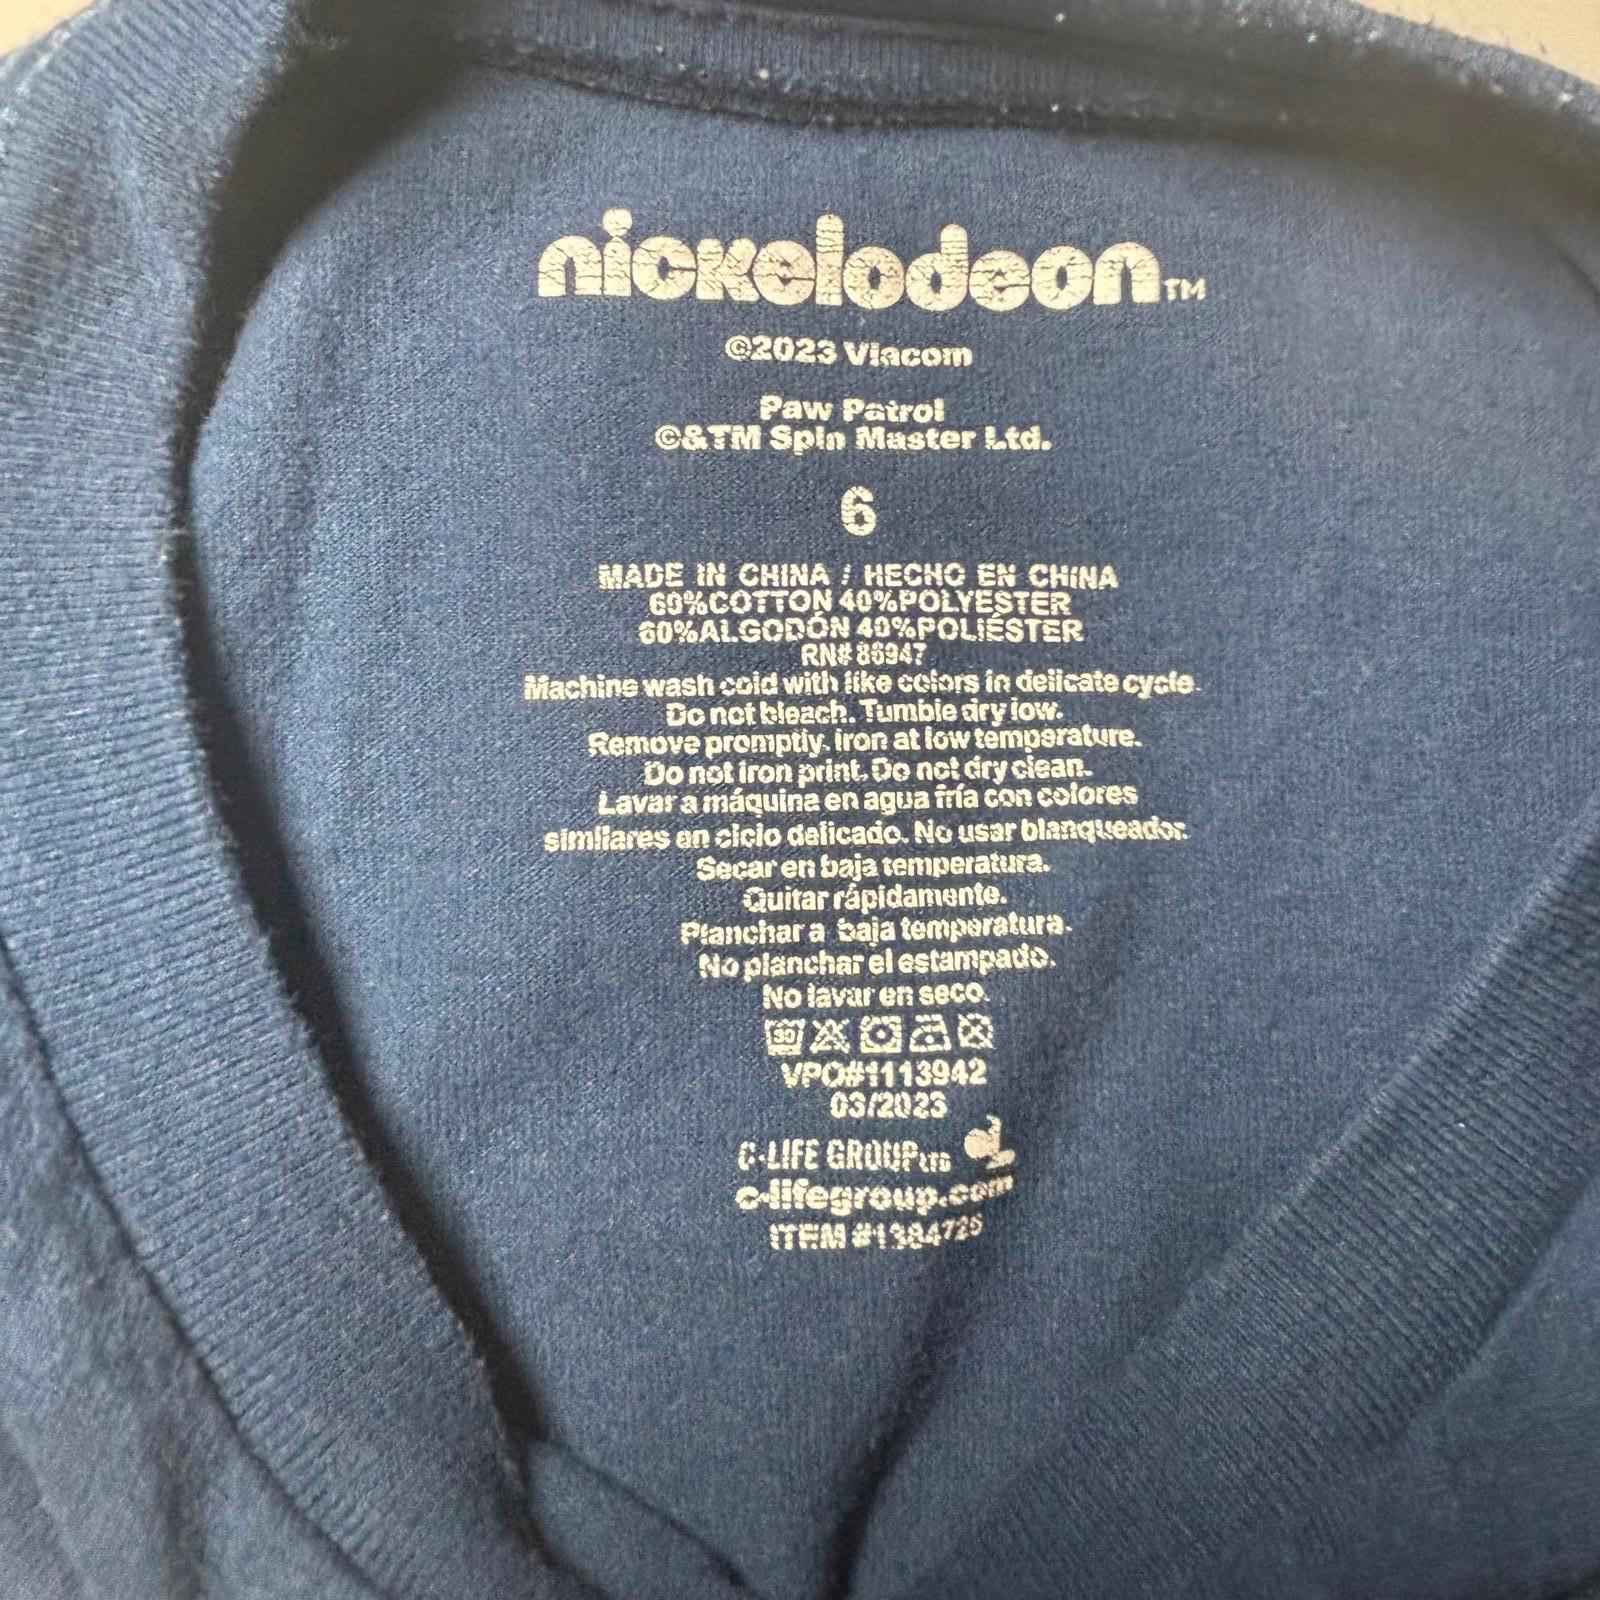 nickelodeon™
©2023 Viacom
Paw Patrol
©&TM Spin Master Ltd.
6
MADE IN CHINA / HECHO EN CHINA
60%COTTON 40%POLYESTER
60%ALGODÓN 40%POLIÉSTER
RN# 86947
Machine wash cold with like colors in delicate cycle.
Do not bleach. Tumble dry low.
Remove promptly. Iron at low temperature.
Do not iron print. Do not dry clean.
Lavar a máquina en agua fría con colores
similares en ciclo delicado. No usar blanqueador.
Secar en baja temperatura.
Quitar rápidamente.
Planchar a baja temperatura.
No planchar el estampado.
No lavar en seco.
30
VPO#1113942
03/2023
C-LIFE GROUP LTD
c-lifegroup.com
ITEM #1384726